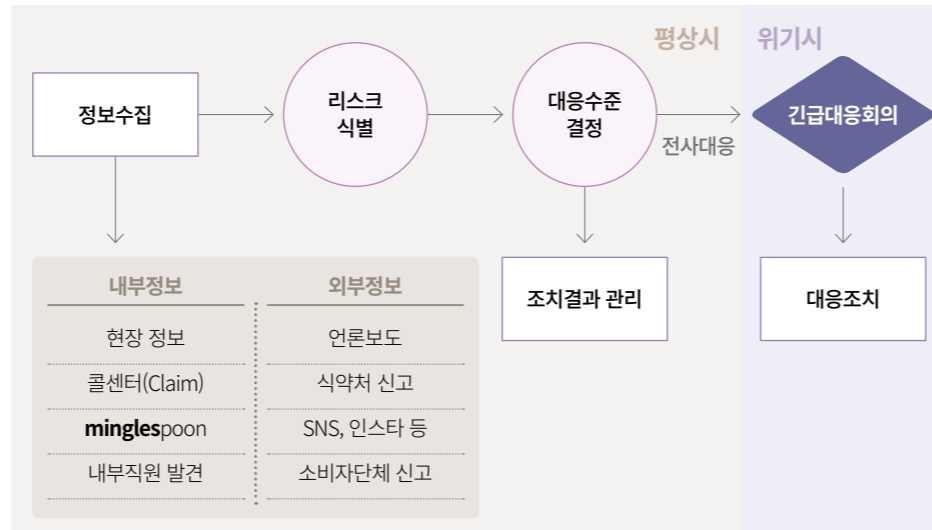 평상시
위기시
정보수집
리스크
식별
대응수준
결정
전사대응
긴급대응회의
내부정보
외부정보
현장 정보
언론보도
콜센터(Claim)
식약처 신고
minglespoon
SNS, 인스타 등
내부직원 발견
소비자단체 신고
조치결과 관리
대응조치